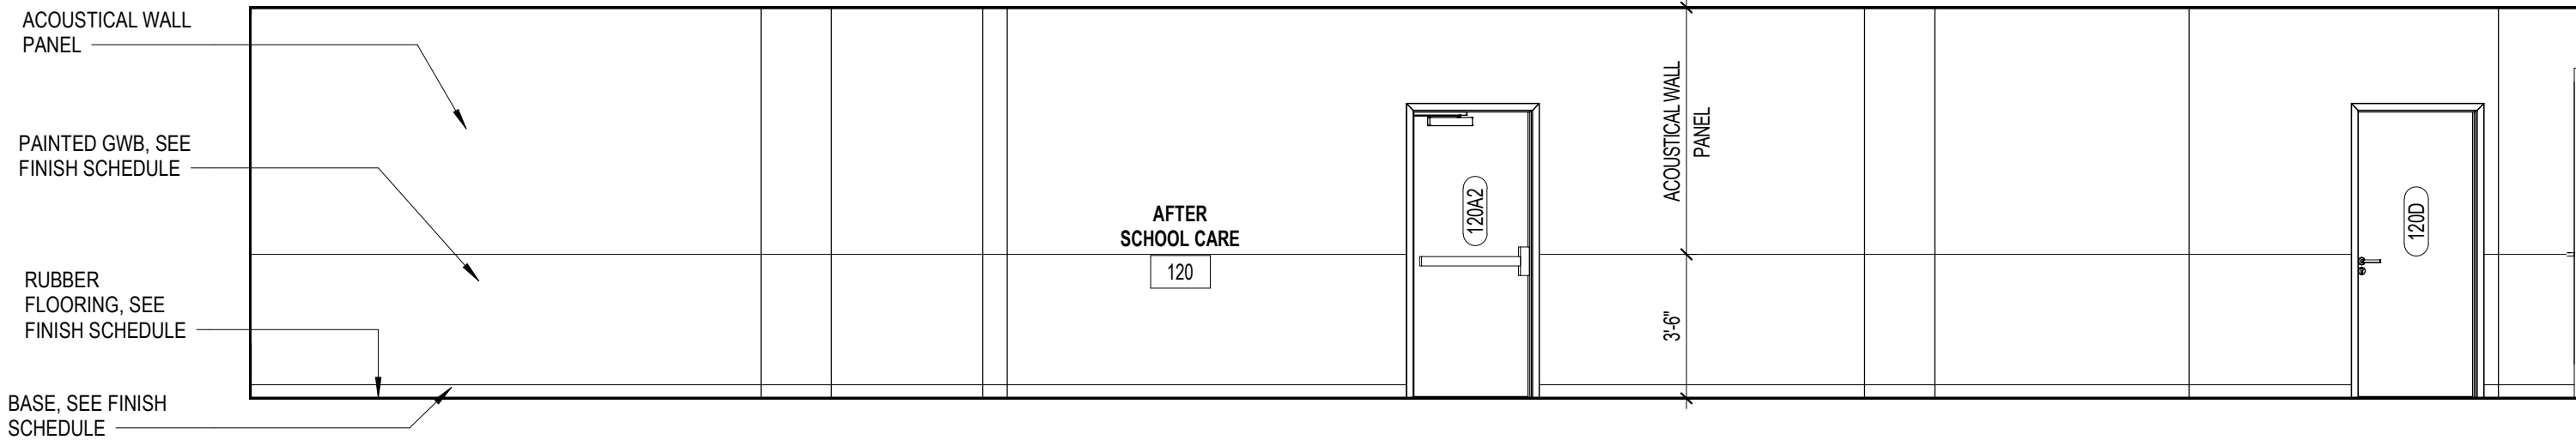 ACOUSTICAL WALL
PANEL
PAINTED GWB, SEE
FINISH SCHEDULE
RUBBER
FLOORING, SEE
FINISH SCHEDULE
BASE, SEE FINISH
SCHEDULE
AFTER
SCHOOL CARE
120
120A2
ACOUSTICAL WALL
PANEL
3'-6"
120D